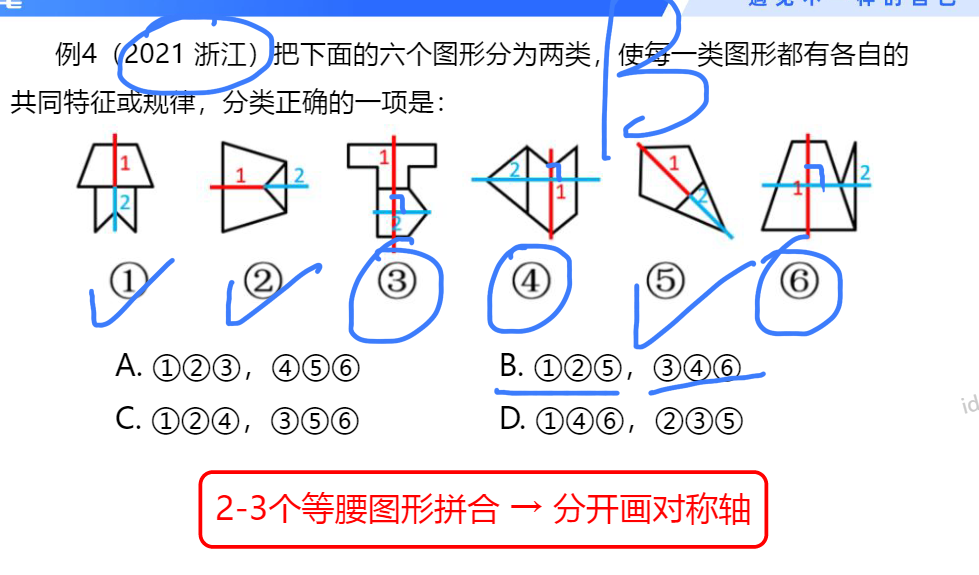 例4（2021 浙江）把下面的六个图形分为两类，使每一类图形都有各自的
共同特征或规律，分类正确的一项是：
1 1 2 1 2 1 2 1 2
2 2 1 1
① ② ③ ④ ⑤ ⑥
A. ①②③，④⑤⑥ B. ①②⑤，③④⑥
C. ①②④，③⑤⑥ D. ①④⑥，②③⑤
2-3个等腰图形拼合 → 分开画对称轴
B
id